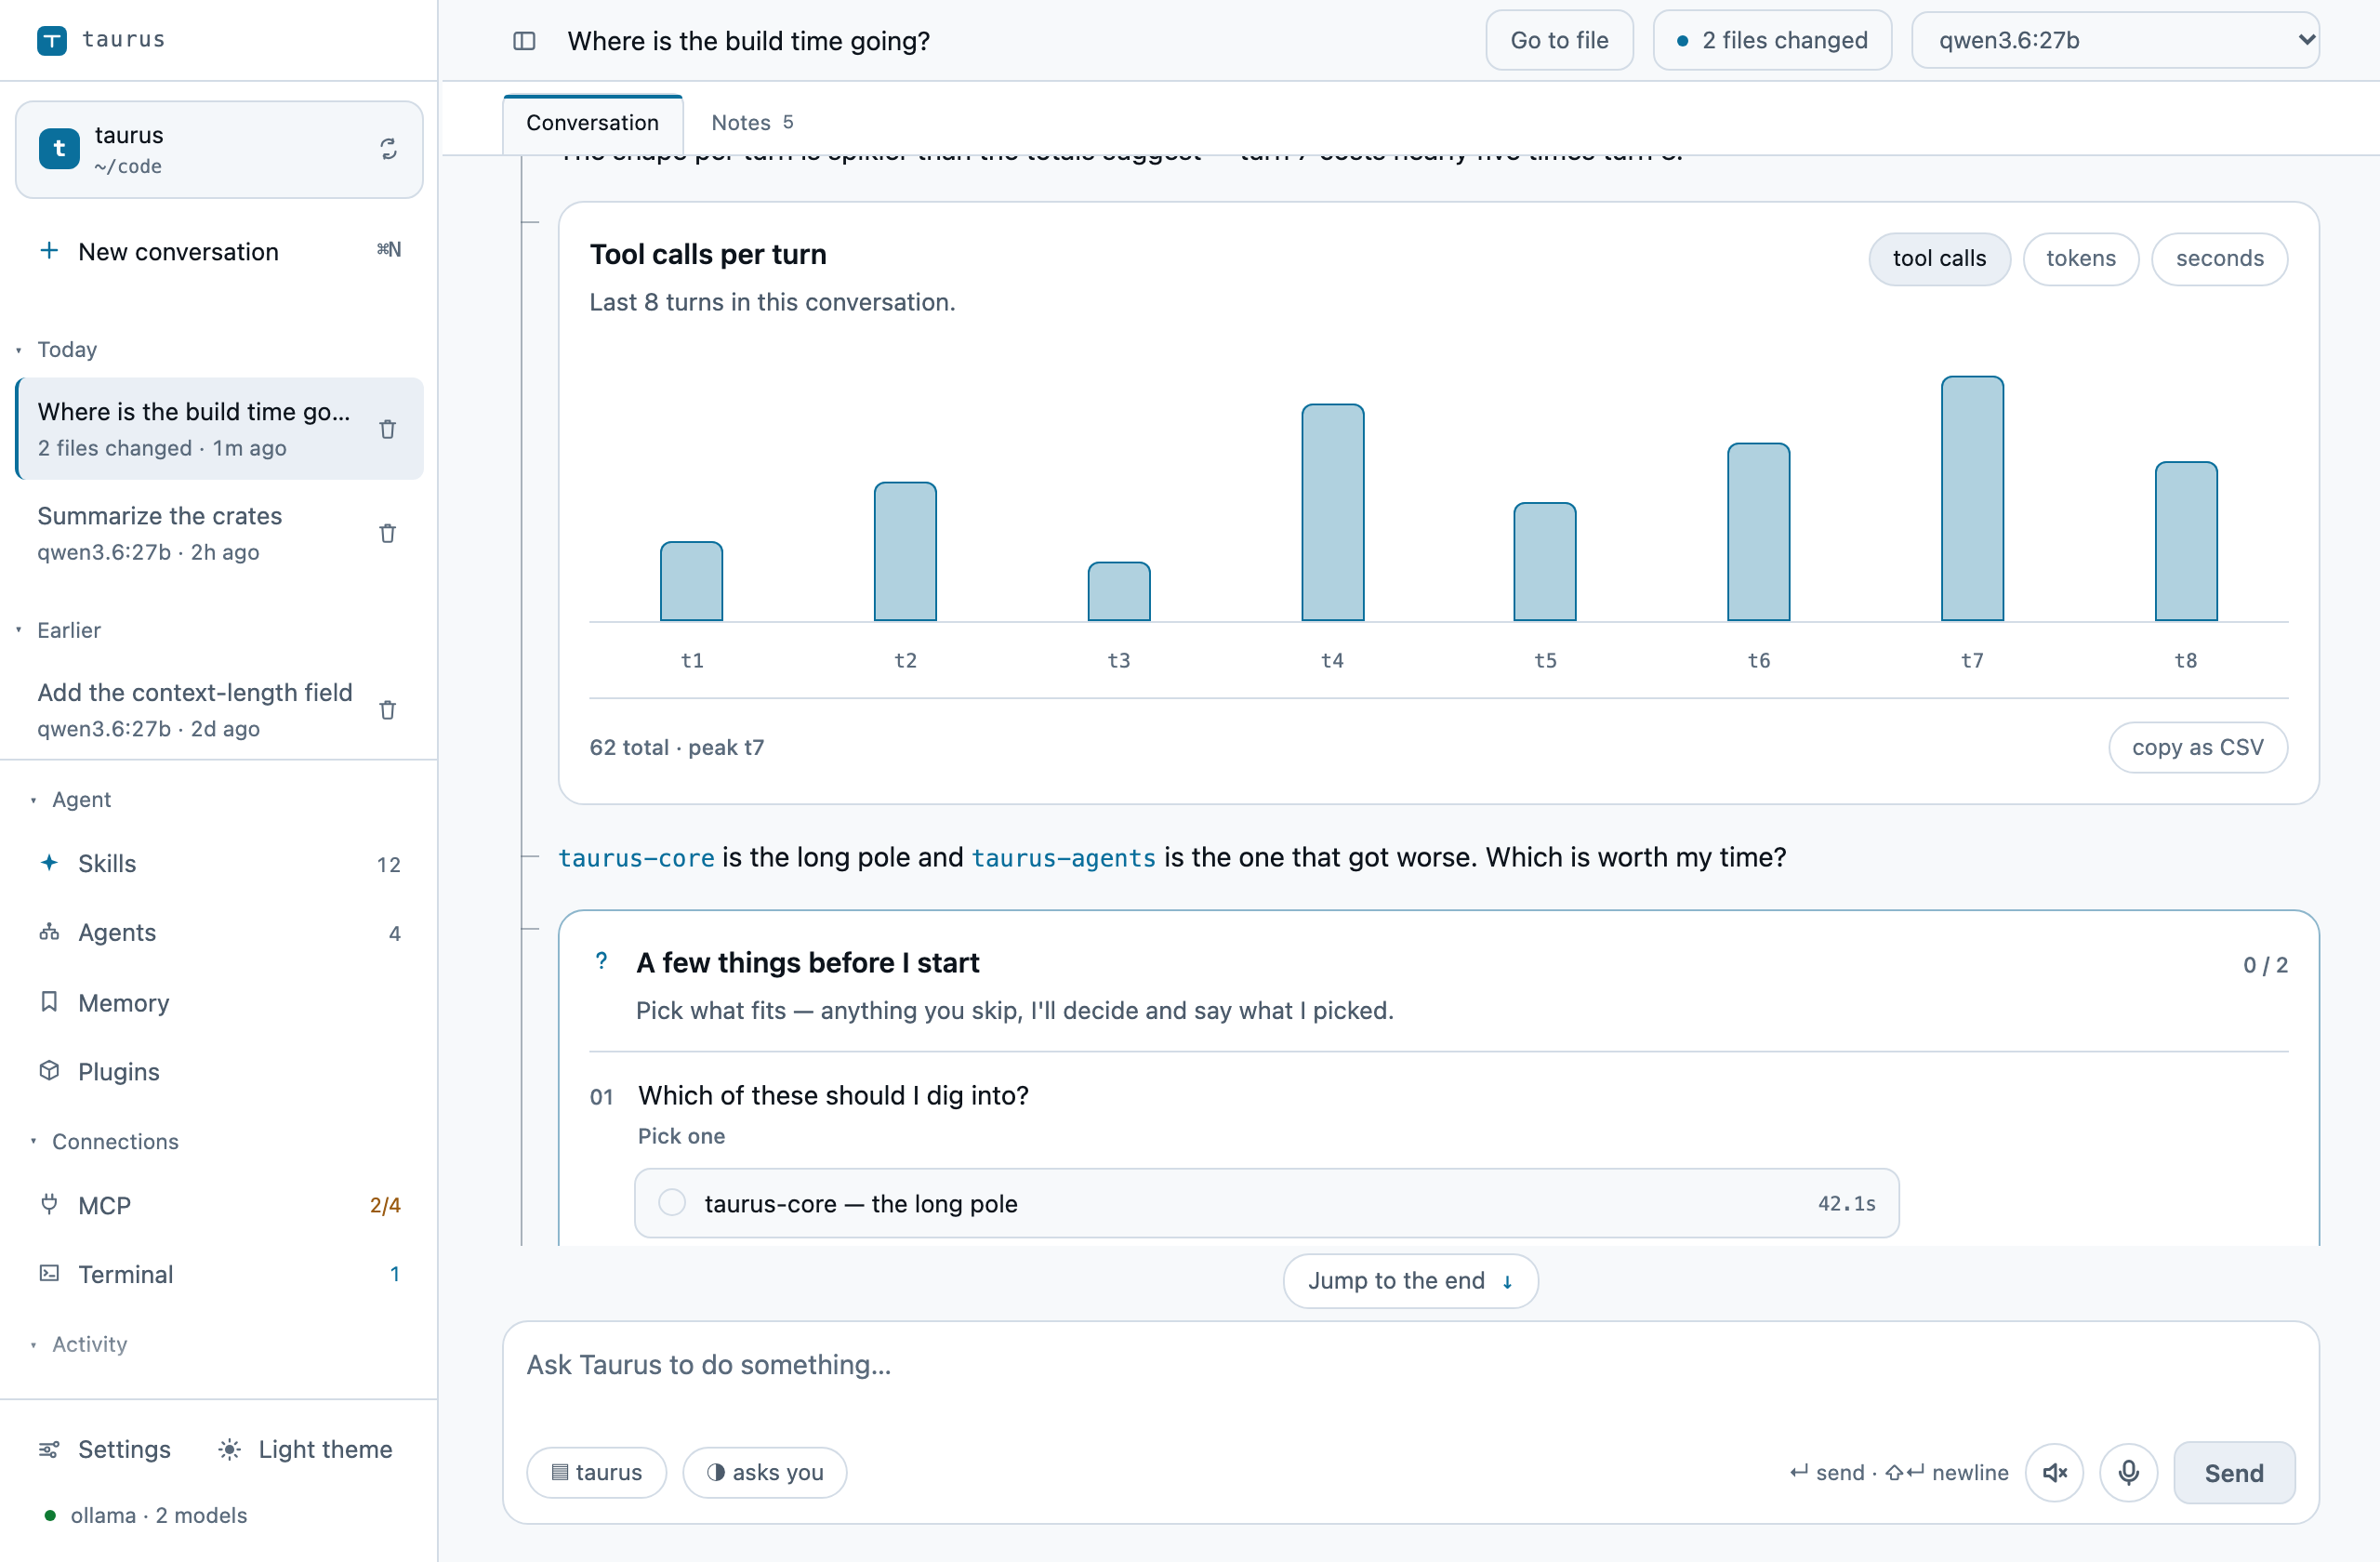 taurus
Where is the build time going?
Go to file
2 files changed
qwen3.6:27b
t
taurus
~/code
New conversation
⌘N
Today
Where is the build time go...
2 files changed · 1m ago
Summarize the crates
qwen3.6:27b · 2h ago
Earlier
Add the context-length field
qwen3.6:27b · 2d ago
Agent
Skills
12
Agents
4
Memory
Plugins
Connections
MCP
2/4
Terminal
1
Activity
Settings
Light theme
ollama · 2 models
Conversation
Notes 5
Tool calls per turn
tool calls
tokens
seconds
Last 8 turns in this conversation.
t1
t2
t3
t4
t5
t6
t7
t8
62 total · peak t7
copy as CSV
taurus-core is the long pole and taurus-agents is the one that got worse. Which is worth my time?
? A few things before I start
0 / 2
Pick what fits — anything you skip, I'll decide and say what I picked.
01 Which of these should I dig into?
Pick one
taurus-core — the long pole
42.1s
Jump to the end ↓
Ask Taurus to do something...
taurus
asks you
↵ send · ⇧↵ newline
Send